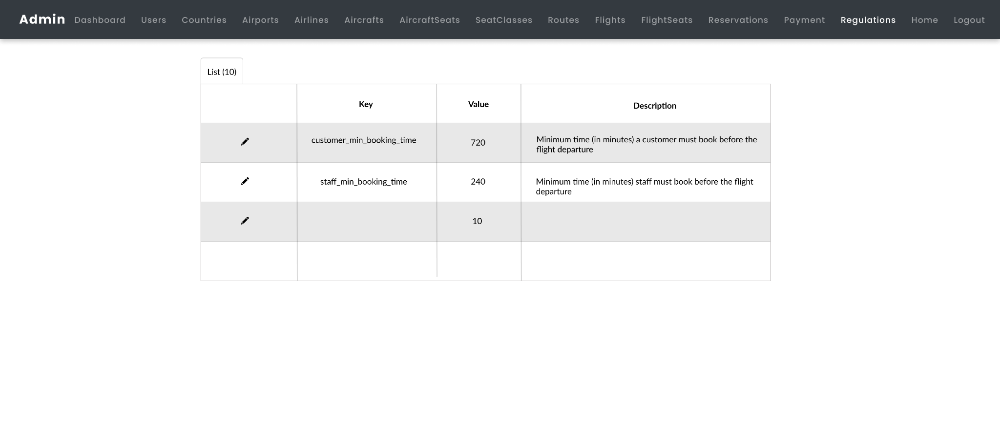 Admin Dashboard Users Countries Airports Airlines Aircrafts AircraftSeats SeatClasses Routes Flights FlightSeats Reservations Payment Regulations Home Logout
List (10)
Key Value Description
customer_min_booking_time 720 Minimum time (in minutes) a customer must book before the
flight departure
staff_min_booking_time 240 Minimum time (in minutes) staff must book before the flight
departure
10